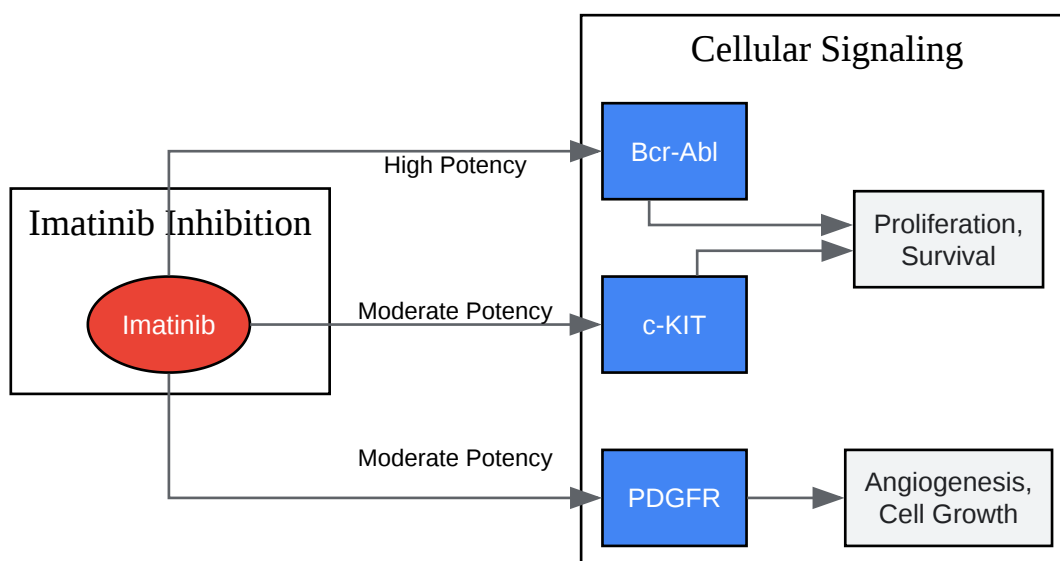 Cellular Signaling
Bcr-Abl
High Potency
Imatinib Inhibition
Proliferation,
Survival
Imatinib
Moderate Potency
c-KIT
Moderate Potency
PDGFR
Angiogenesis,
Cell Growth